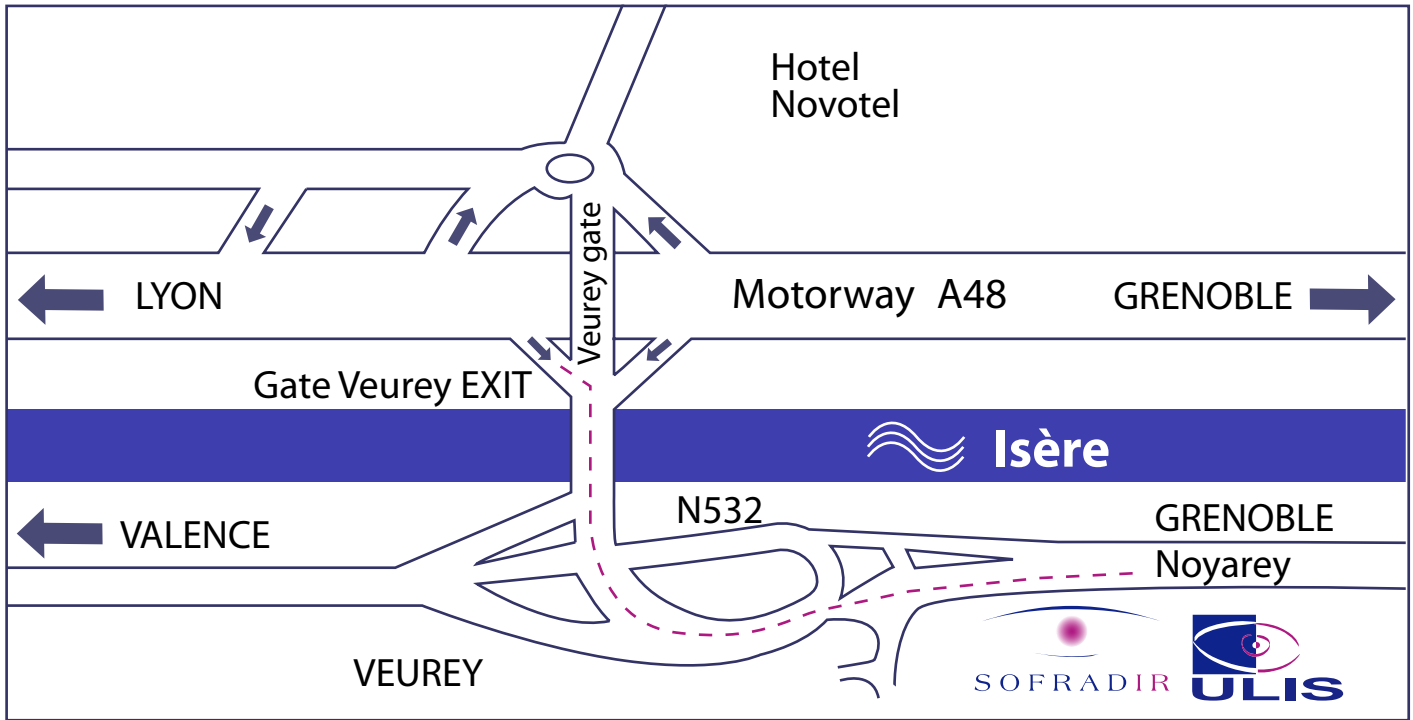 Hotel
Novotel
Veurey gate
LYON
Motorway A48
GRENOBLE
Gate Veurey EXIT
Isère
N532
VALENCE
GRENOBLE
Noyarey
VEUREY
SOFRADIR
ULIS